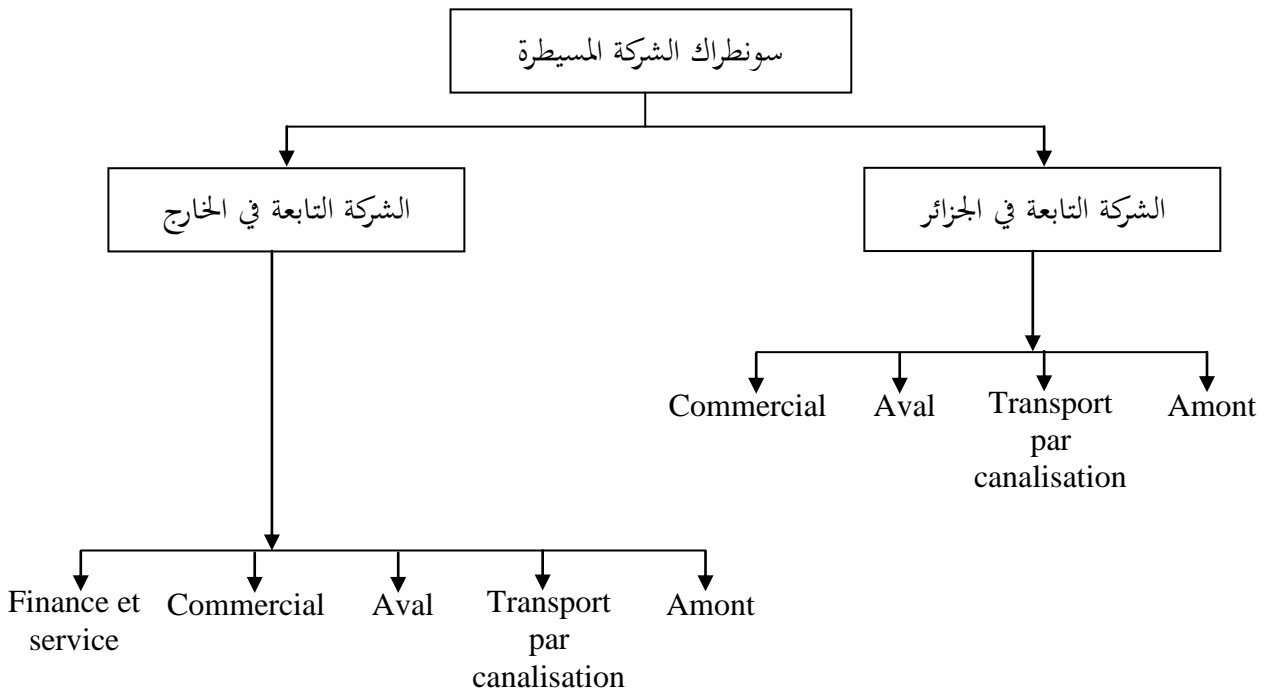 سونطراك الشركة المسيطرة
الشركة التابعة في الجزائر
الشركة التابعة في الخارج
Commercial
Aval
Transport
par
canalisation
Amont
Finance et
service
Commercial
Aval
Transport
par
canalisation
Amont